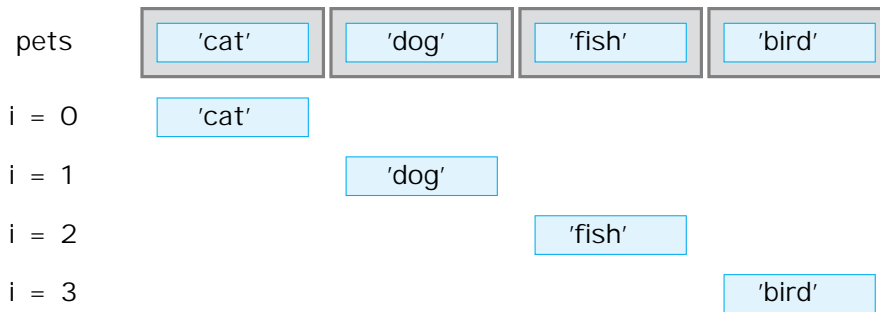 pets 'cat' 'dog' 'fish' 'bird'
i = 0 'cat'
i = 1 'dog'
i = 2 'fish'
i = 3 'bird'